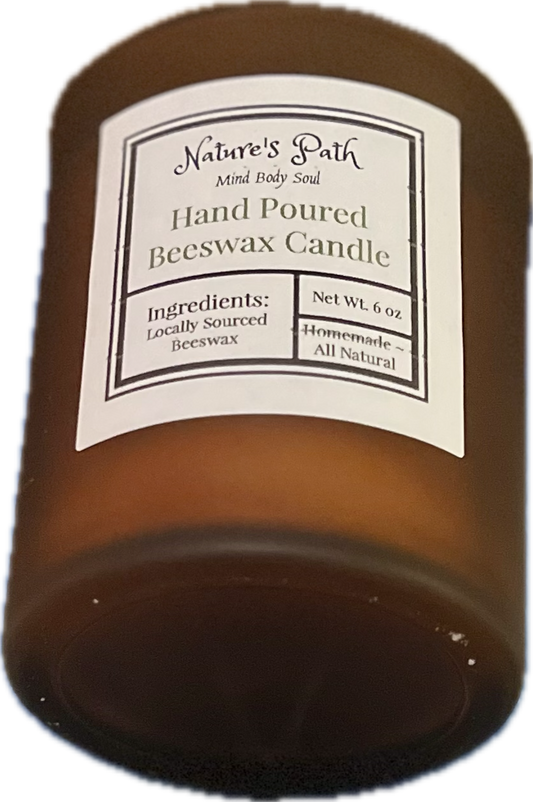 Nature's Path
Mind Body Soul
Hand Poured
Beeswax Candle
Ingredients:
Locally Sourced
Beeswax
Net Wt. 6 oz
Homemade ~
All Natural